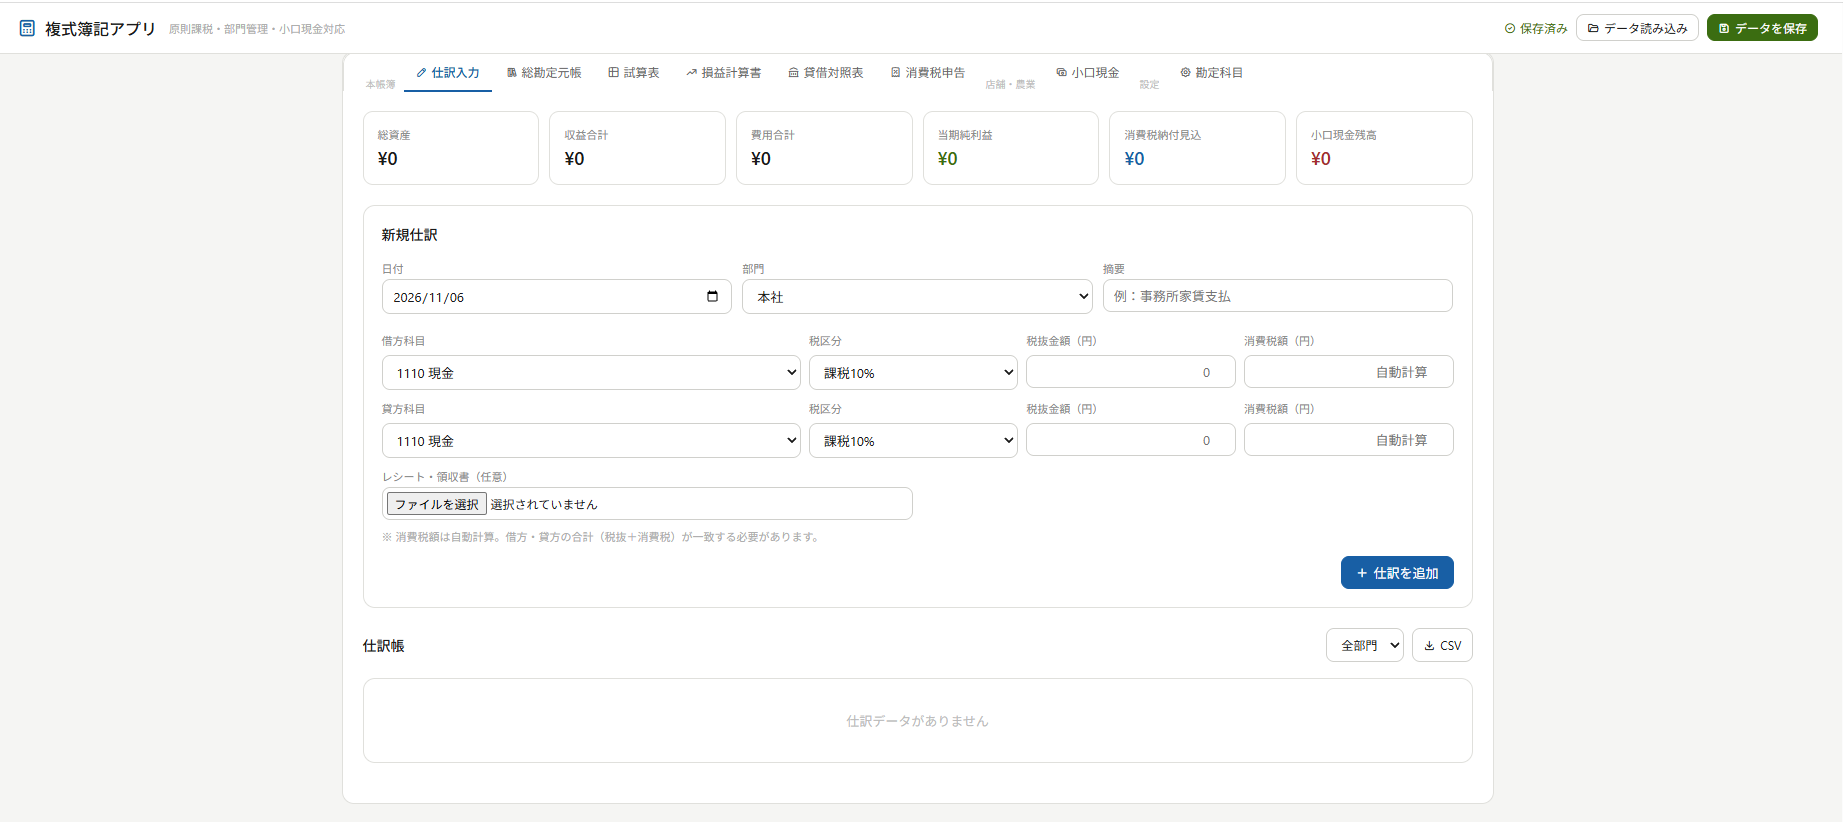 複式簿記アプリ 原則課税・部門管理・小口現金対応 保存済み データ読み込み データを保存
本帳簿 仕訳入力 総勘定元帳 試算表 損益計算書 貸借対照表 消費税申告 店舗・農業 小口現金 設定 勘定科目
総資産 収益合計 費用合計 当期純利益 消費税納付見込 小口現金残高
¥0 ¥0 ¥0 ¥0 ¥0 ¥0
新規仕訳
日付 部門 摘要
2026/11/06 本社 例：事務所家賃支払
借方科目 税区分 税抜金額（円） 消費税額（円）
1110 現金 課税10% 0 自動計算
貸方科目 税区分 税抜金額（円） 消費税額（円）
1110 現金 課税10% 0 自動計算
レシート・領収書（任意）
ファイルを選択 選択されていません
※ 消費税額は自動計算。借方・貸方の合計（税抜＋消費税）が一致する必要があります。
+ 仕訳を追加
仕訳帳 全部門 CSV
仕訳データがありません